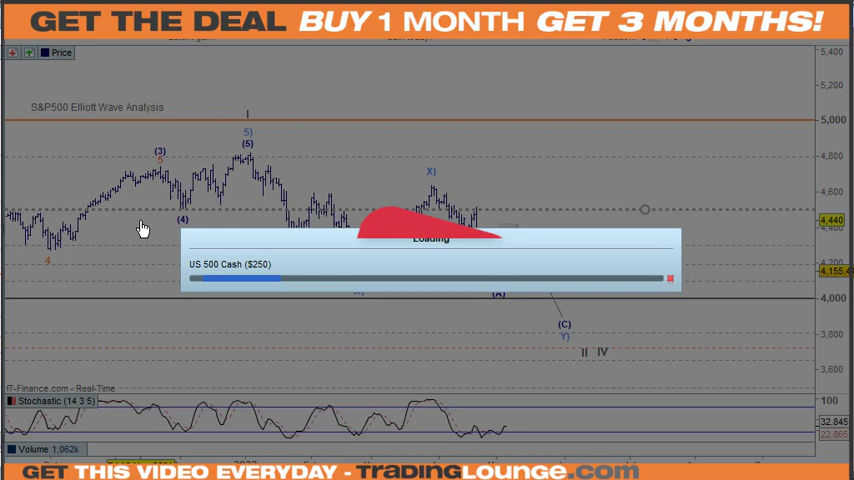 GET THE DEAL BUY 1 MONTH GET 3 MONTHS!
Price
5,400
5,200
S&P500 Elliott Wave Analysis
I
5,000
5)
(5)
(3)
5
4,800
X)
4,600
(4)
4,440
4,400
4
Loading
US 500 Cash ($250)
4,200
4,155.4
(A)
4,000
(C)
Y)
3,800
II IV
3,600
IT-Finance.com - Real-Time
Stochastic (14 3 5)
100
32.845
22.865
Volume 1,062k
GET THIS VIDEO EVERYDAY - TradingLounge.com